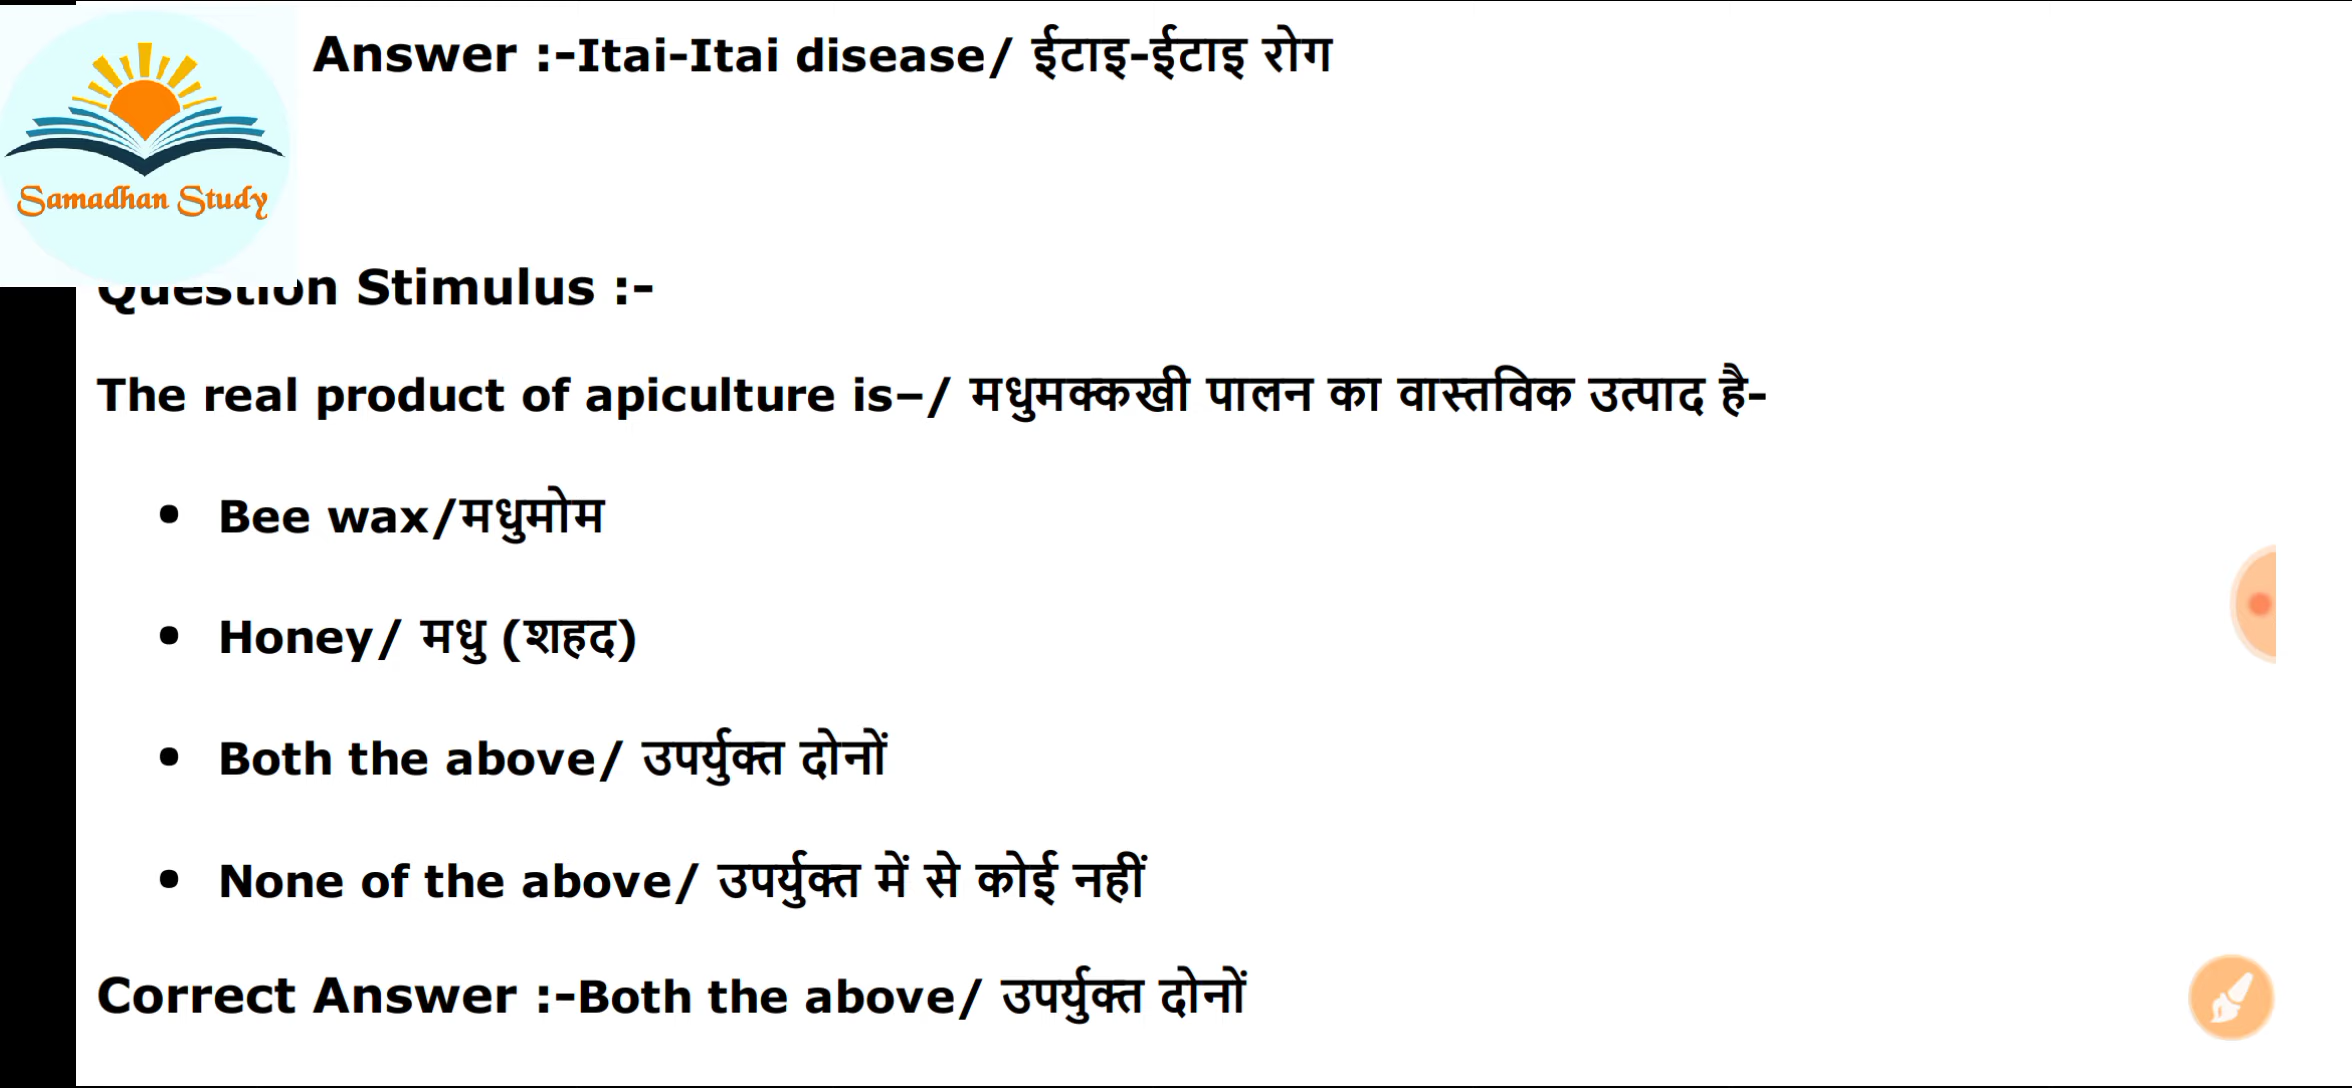 Answer :-Itai-Itai disease/ ईटाइ-ईटाइ रोग
Samadhan Study
Question Stimulus :-
The real product of apiculture is–/ मधुमक्कखी पालन का वास्तविक उत्पाद है-
• Bee wax/मधुमोम
• Honey/ मधु (शहद)
• Both the above/ उपर्युक्त दोनों
• None of the above/ उपर्युक्त में से कोई नहीं
Correct Answer :-Both the above/ उपर्युक्त दोनों